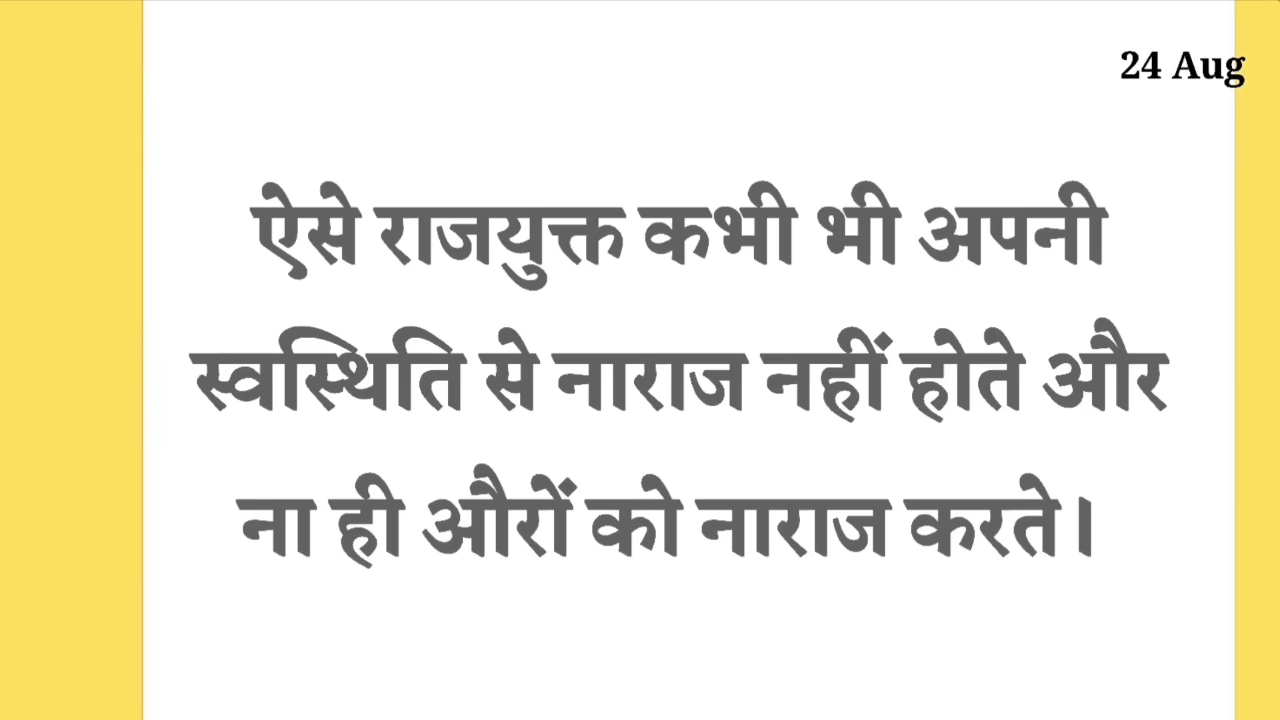 24 Aug
ऐसे राजयुक्त कभी भी अपनी
स्वस्थिति से नाराज नहीं होते और
ना ही औरों को नाराज करते।